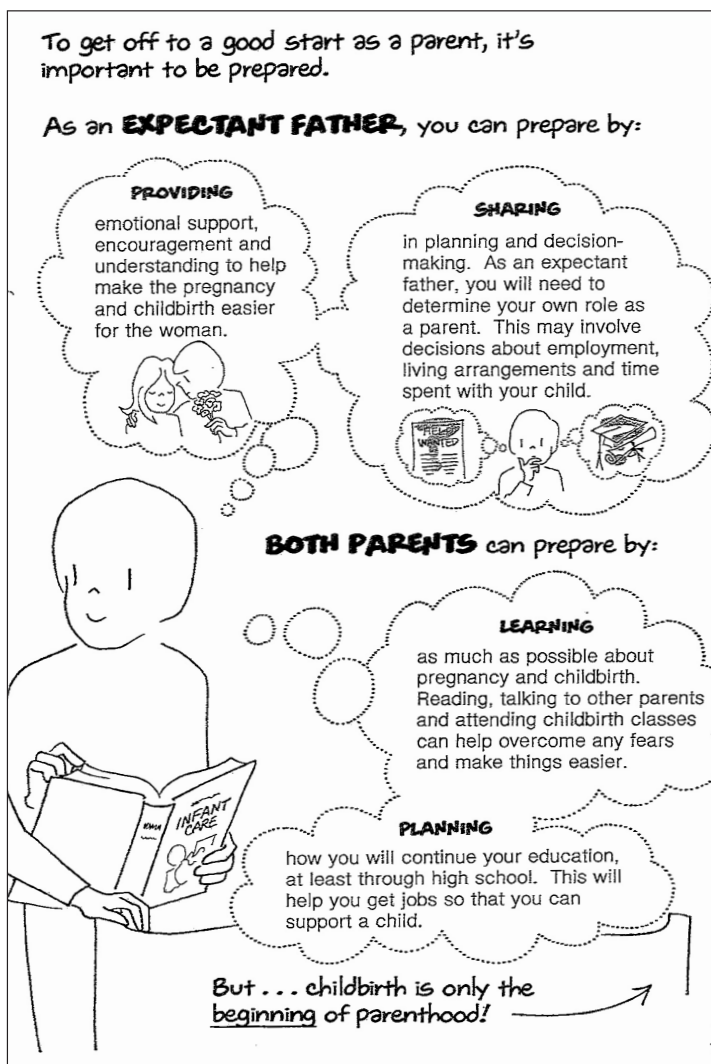 To get off to a good start as a parent, it's
important to be prepared.
As an EXPECTANT FATHER, you can prepare by:
PROVIDING
emotional support,
encouragement and
understanding to help
make the pregnancy
and childbirth easier
for the woman.
SHARING
in planning and decision-
making. As an expectant
father, you will need to
determine your own role as
a parent. This may involve
decisions about employment,
living arrangements and time
spent with your child.
HELP
WANTED
BOTH PARENTS can prepare by:
LEARNING
as much as possible about
pregnancy and childbirth.
Reading, talking to other parents
and attending childbirth classes
can help overcome any fears
and make things easier.
INFANT
CARE
PLANNING
how you will continue your education,
at least through high school. This will
help you get jobs so that you can
support a child.
But . . . childbirth is only the
beginning of parenthood!